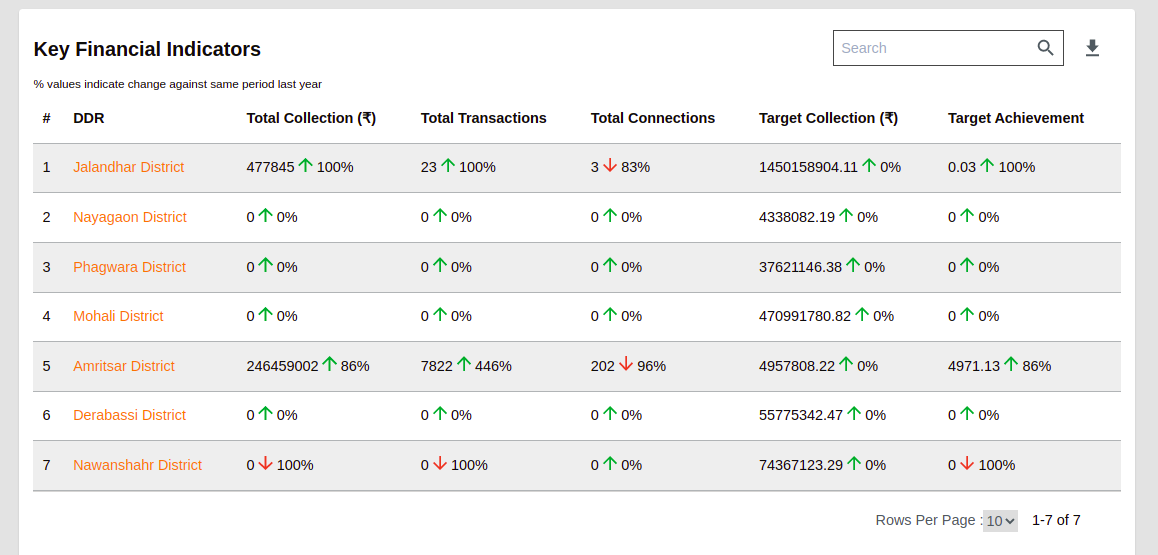 Key Financial Indicators
Search
% values indicate change against same period last year
# DDR Total Collection (₹) Total Transactions Total Connections Target Collection (₹) Target Achievement
1 Jalandhar District 477845 ↑ 100% 23 ↑ 100% 3 ↓ 83% 1450158904.11 ↑ 0% 0.03 ↑ 100%
2 Nayagaon District 0 ↑ 0% 0 ↑ 0% 0 ↑ 0% 4338082.19 ↑ 0% 0 ↑ 0%
3 Phagwara District 0 ↑ 0% 0 ↑ 0% 0 ↑ 0% 37621146.38 ↑ 0% 0 ↑ 0%
4 Mohali District 0 ↑ 0% 0 ↑ 0% 0 ↑ 0% 470991780.82 ↑ 0% 0 ↑ 0%
5 Amritsar District 246459002 ↑ 86% 7822 ↑ 446% 202 ↓ 96% 4957808.22 ↑ 0% 4971.13 ↑ 86%
6 Derabassi District 0 ↑ 0% 0 ↑ 0% 0 ↑ 0% 55775342.47 ↑ 0% 0 ↑ 0%
7 Nawanshahr District 0 ↓ 100% 0 ↓ 100% 0 ↑ 0% 74367123.29 ↑ 0% 0 ↓ 100%
Rows Per Page : 10 1-7 of 7